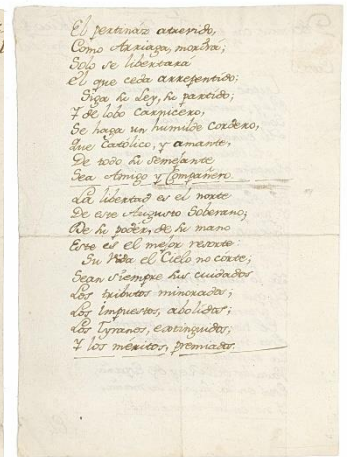 El pertinaz atrevido,
Como Arriaga, morirá;
Solo se libertará
el que ceda arrepentido:
Siga su Ley, su partido;
Y de lobo carnicero,
Se haga un humilde Cordero,
Que Católico, y amante,
De todo su semejante
Sea Amigo y Compañero.
La libertad es el norte
De este Augusto Soberano;
De su poder, de su mano
Este es el mejor resorte:
Su Vida el Cielo no corte;
Sean siempre sus cuidados
Los tributos minorados;
Los Impuestos, abolidos;
Los Tyranos, extinguidos,
Y los méritos, premiados.